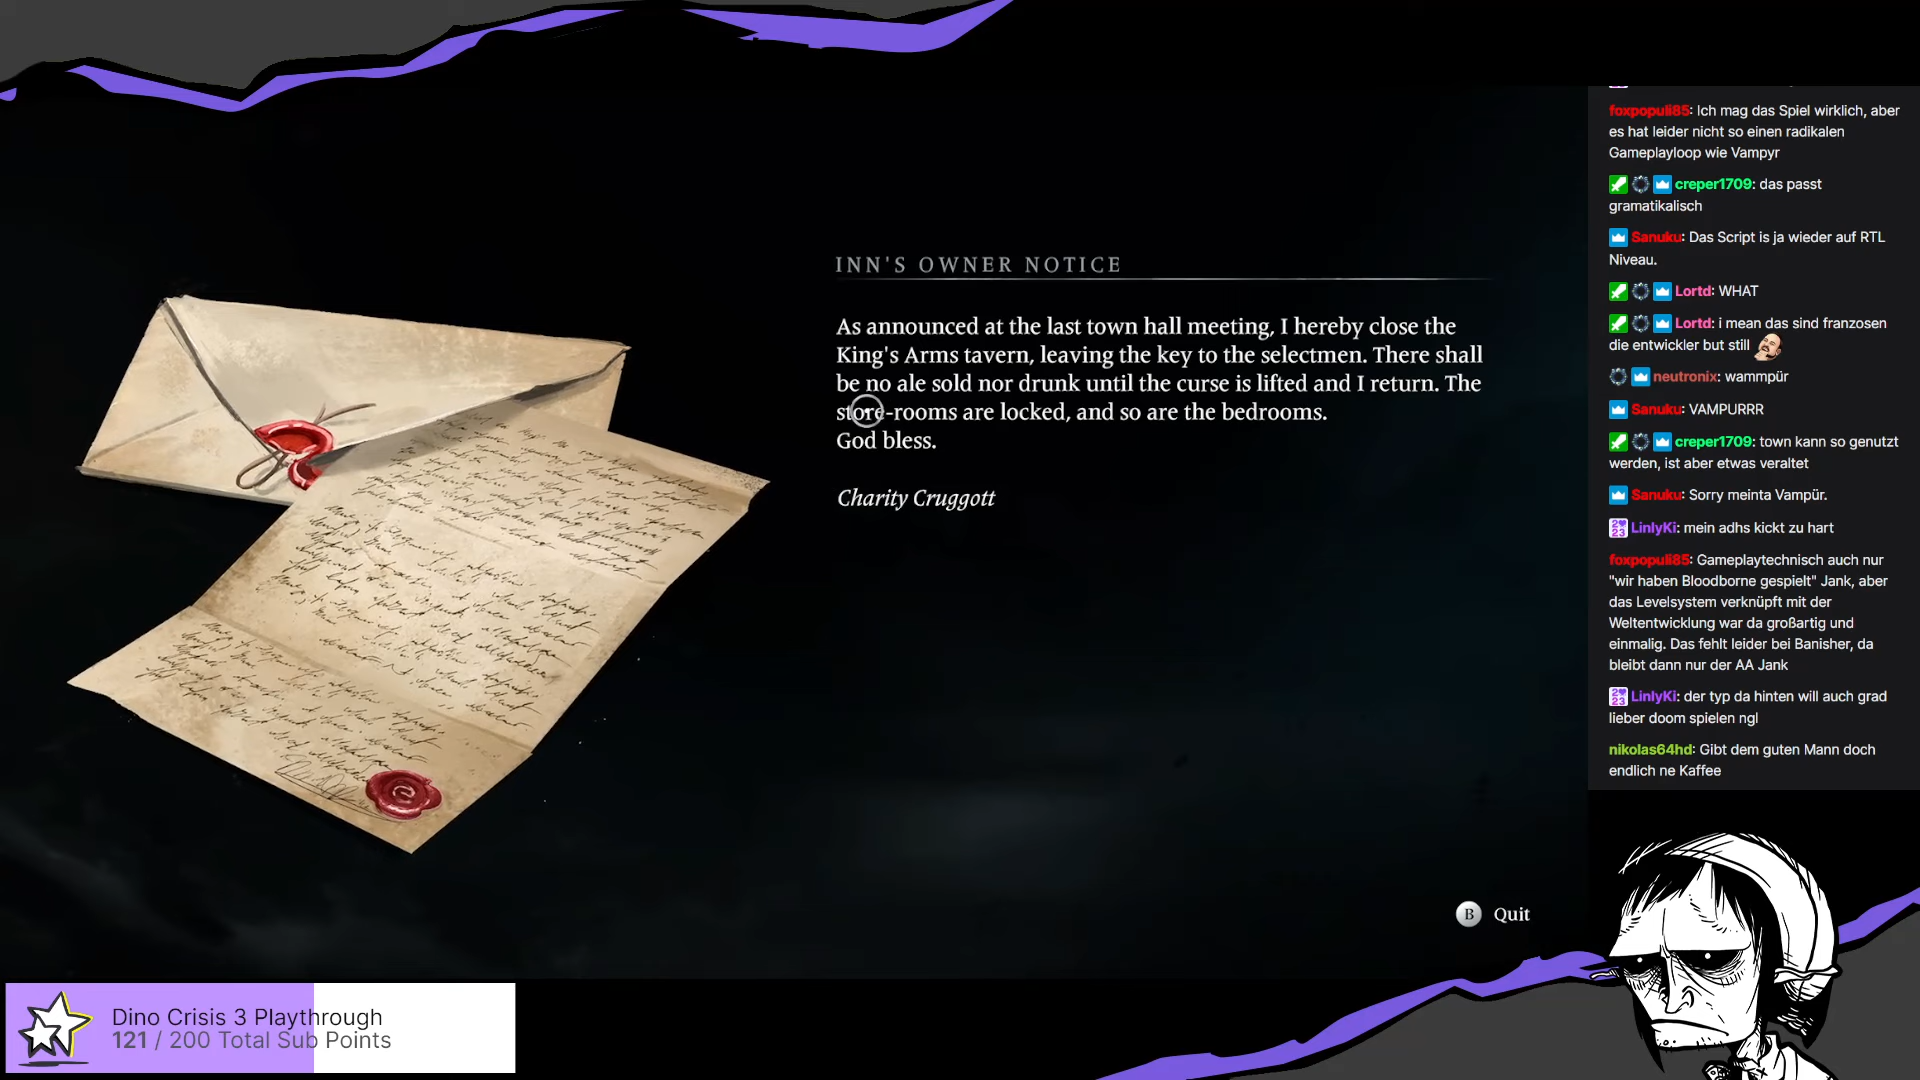 INN'S OWNER NOTICE
As announced at the last town hall meeting, I hereby close the
King's Arms tavern, leaving the key to the selectmen. There shall
be no ale sold nor drunk until the curse is lifted and I return. The
store-rooms are locked, and so are the bedrooms.
God bless.
Charity Cruggott
B Quit
foxpopuli85: Ich mag das Spiel wirklich, aber
es hat leider nicht so einen radikalen
Gameplayloop wie Vampyr
creper1709: das passt
gramatikalisch
Sanuku: Das Script is ja wieder auf RTL
Niveau.
Lortd: WHAT
Lortd: i mean das sind franzosen
die entwickler but still
neutronix: wammpür
Sanuku: VAMPURRR
creper1709: town kann so genutzt
werden, ist aber etwas veraltet
Sanuku: Sorry meinta Vampür.
LinlyKi: mein adhs kickt zu hart
foxpopuli85: Gameplaytechnisch auch nur
"wir haben Bloodborne gespielt" Jank, aber
das Levelsystem verknüpft mit der
Weltentwicklung war da großartig und
einmalig. Das fehlt leider bei Banisher, da
bleibt dann nur der AA Jank
LinlyKi: der typ da hinten will auch grad
lieber doom spielen ngl
nikolas64hd: Gibt dem guten Mann doch
endlich ne Kaffee
Dino Crisis 3 Playthrough
121 / 200 Total Sub Points